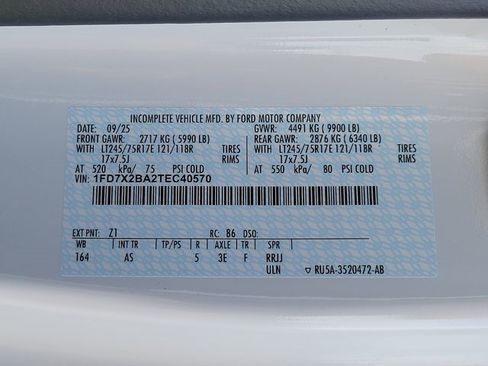 INCOMPLETE VEHICLE MFD. BY FORD MOTOR COMPANY
DATE: 09/25 GVWR: 4491 KG ( 9900 LB)
FRONT GAWR: 2717 KG ( 5990 LB) REAR GAWR: 2876 KG ( 6340 LB)
WITH LT245/75R17E 121/118R TIRES WITH LT245/75R17E 121/118R TIRES
17x7.5J RIMS 17x7.5J RIMS
AT 520 kPa/ 75 PSI COLD AT 550 kPa/ 80 PSI COLD
VIN: 1FD7X2BA2TEC40570
EXT PNT: Z1 RC: 86 DSO:
WB INT TR TP/PS R AXLE TR SPR
164 AS 5 3E F RRJJ
ULN RU5A-3520472-AB